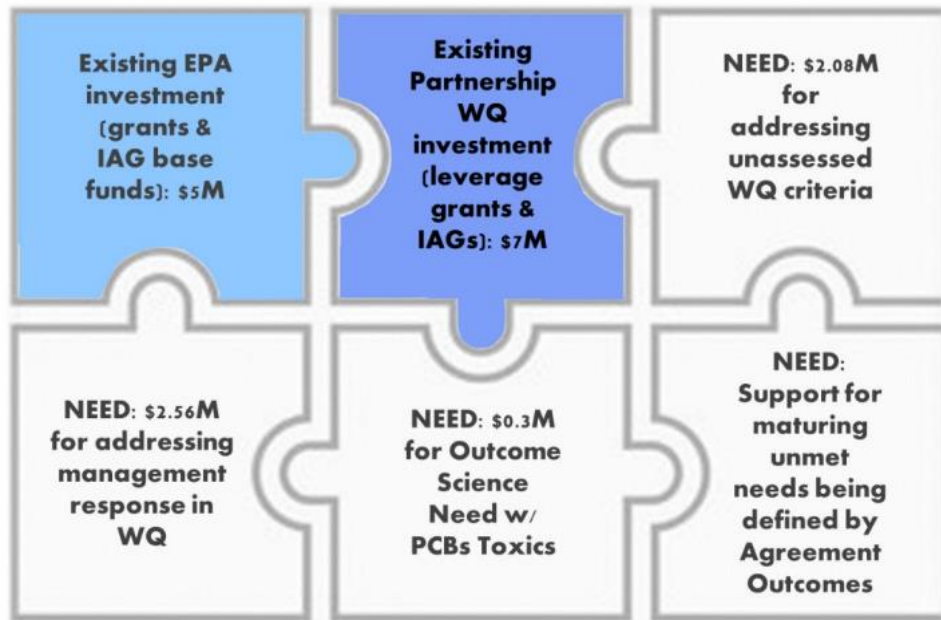 Existing EPA
investment
(grants &
IAG base
funds): $5M
Existing
Partnership
WQ
investment
(leverage
grants &
IAGs): $7M
NEED: $2.08M
for
addressing
unassessed
WQ criteria
NEED: $2.56M
for addressing
management
response in
WQ
NEED: $0.3M
for Outcome
Science
Need w/
PCBs Toxics
NEED:
Support for
maturing
unmet
needs being
defined by
Agreement
Outcomes